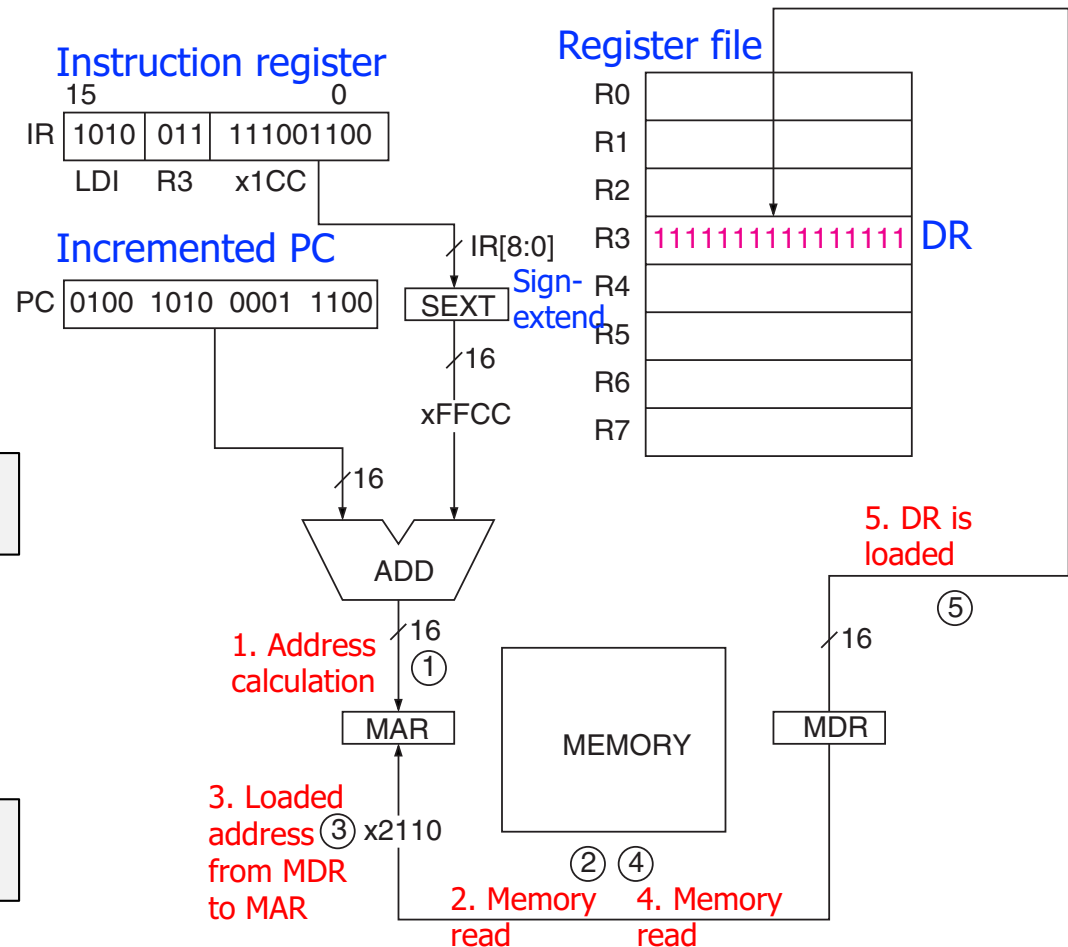 Instruction register
15 0
IR 1010 011 111001100
LDI R3 x1CC
Incremented PC
PC 0100 1010 0001 1100
IR[8:0]
SEXT
Sign-
extend
16
xFFCC
16
ADD
16
1. Address
calculation
1
MAR
3. Loaded
address
from MDR
to MAR
3 x2110
MEMORY
2 4
2. Memory
read
4. Memory
read
MDR
16
5. DR is
loaded
5
Register file
R0
R1
R2
R3 1111111111111111 DR
R4
R5
R6
R7